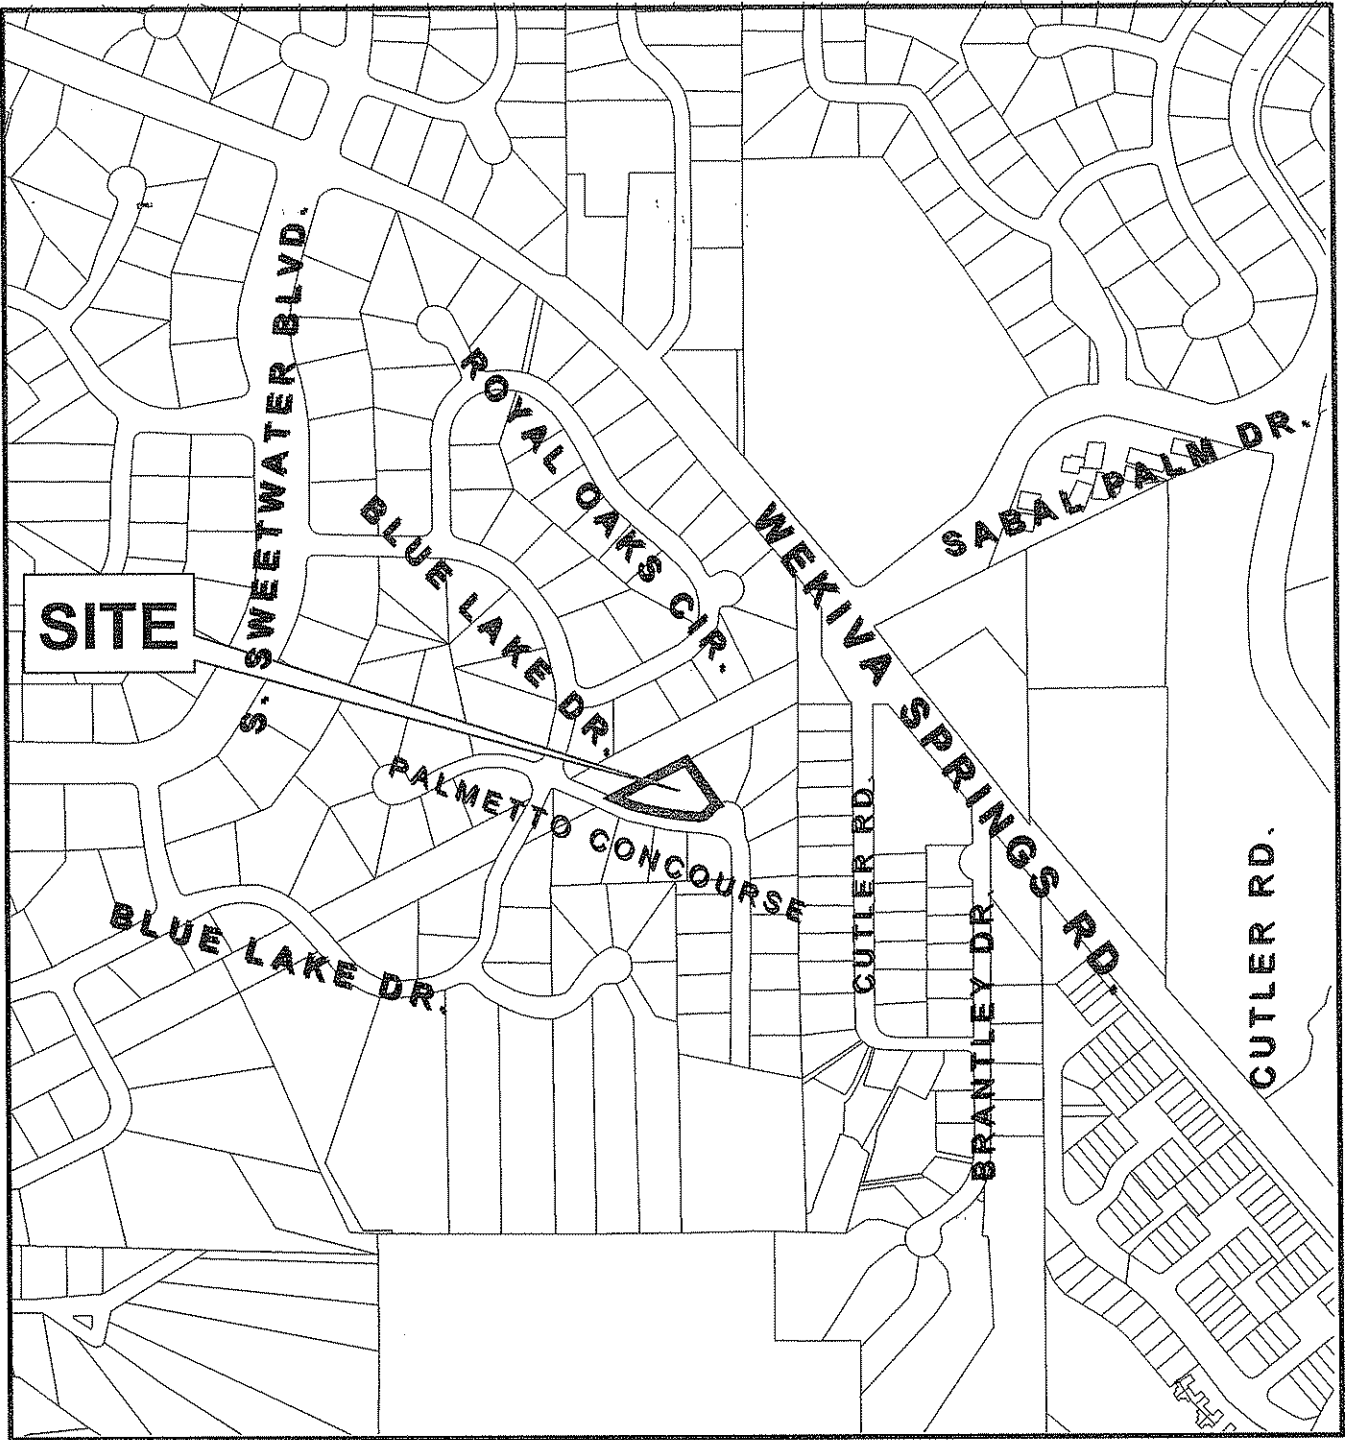 S. SWEETWATER BLVD.
ROYAL OAKS CIR.
BLUE LAKE DR.
WEKIVA SPRINGS RD.
SABAL PALM DR.
SITE
PALMETTO CONCOURSE
CUTLER RD.
BRANTLEY DR.
CUTLER RD.
BLUE LAKE DR.